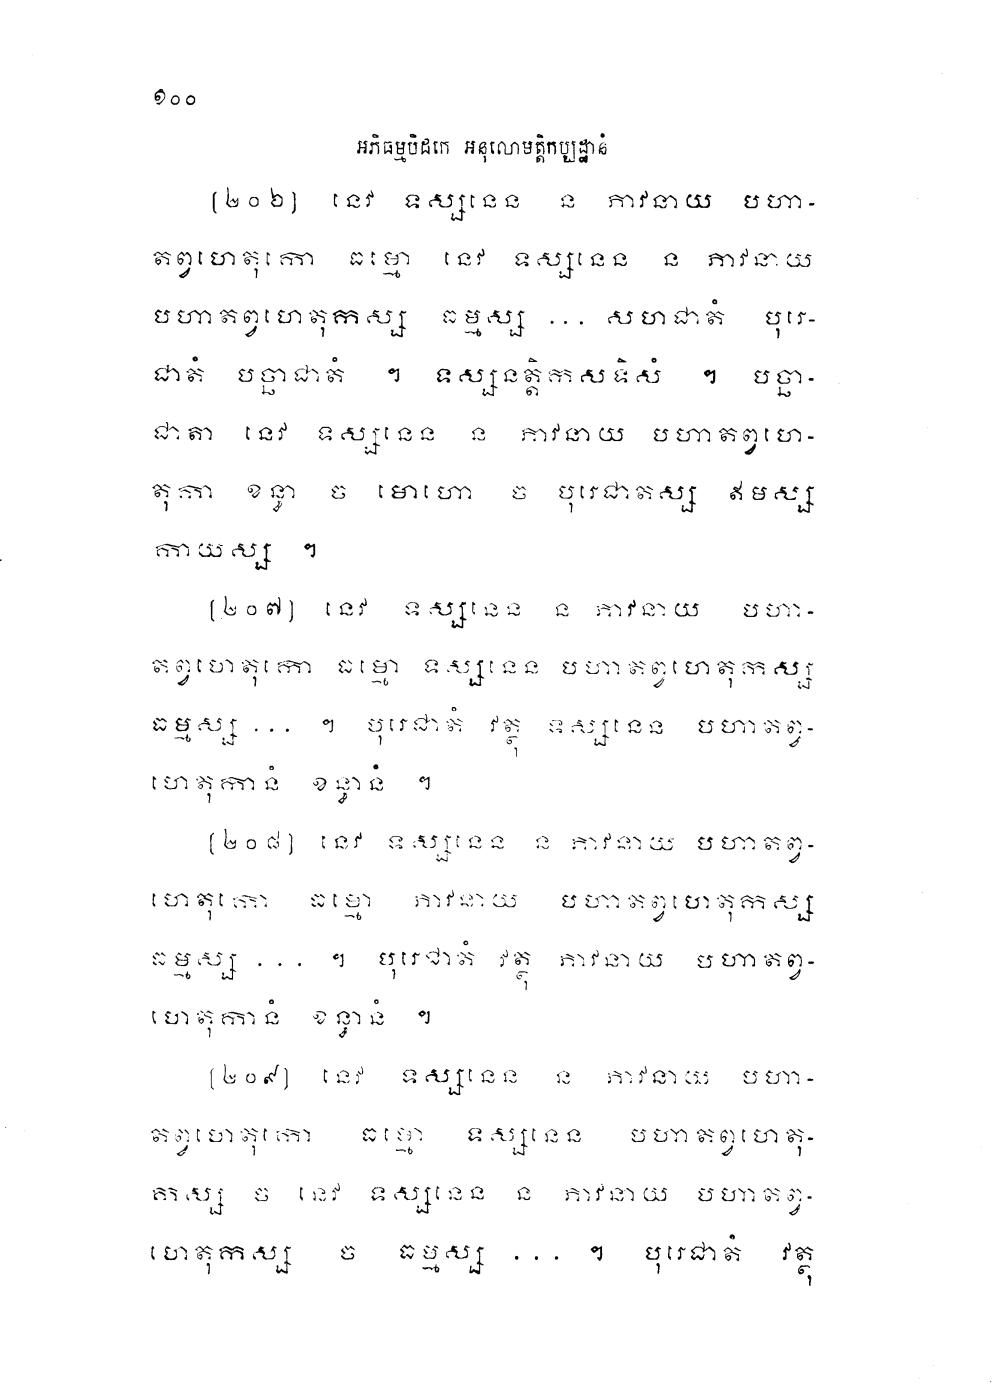 ១០០
អភិធម្មបិដកេ អនុលោមត្តិកប្បដ្ឋានំ
(២០៦) នេវ ទស្សនេន ន ភាវនាយ បហា-
តព្វហេតុកោ ធម្មោ នេវ ទស្សនេន ន ភាវនាយ
បហាតព្វហេតុកស្ស ធម្មស្ស ... សហជាតំ បុរេ-
ជាតំ បច្ឆាជាតំ ។ ទស្សនត្តិកសទិសំ ។ បច្ឆា-
ជាតា នេវ ទស្សនេន ន ភាវនាយ បហាតព្វហេ-
តុកា ខន្ធា ច មោហោ ច បុរេជាតស្ស ឥមស្ស
កាយស្ស ។
(២០៧) នេវ ទស្សនេន ន ភាវនាយ បហា-
តព្វហេតុកោ ធម្មោ ទស្សនេន បហាតព្វហេតុកស្ស
ធម្មស្ស ... ។ បុរេជាតំ វត្ថុ ទស្សនេន បហាតព្វ-
ហេតុកានំ ខន្ធានំ ។
(២០៨) នេវ ទស្សនេន ន ភាវនាយ បហាតព្វ-
ហេតុកោ ធម្មោ ភាវនាយ បហាតព្វហេតុកស្ស
ធម្មស្ស ... ។ បុរេជាតំ វត្ថុ ភាវនាយ បហាតព្វ-
ហេតុកានំ ខន្ធានំ ។
(២០៩) នេវ ទស្សនេន ន ភាវនាយ បហា-
តព្វហេតុកោ ធម្មោ ទស្សនេន បហាតព្វហេតុ-
កស្ស ច នេវ ទស្សនេន ន ភាវនាយ បហាតព្វ-
ហេតុកស្ស ច ធម្មស្ស ... ។ បុរេជាតំ វត្ថុ